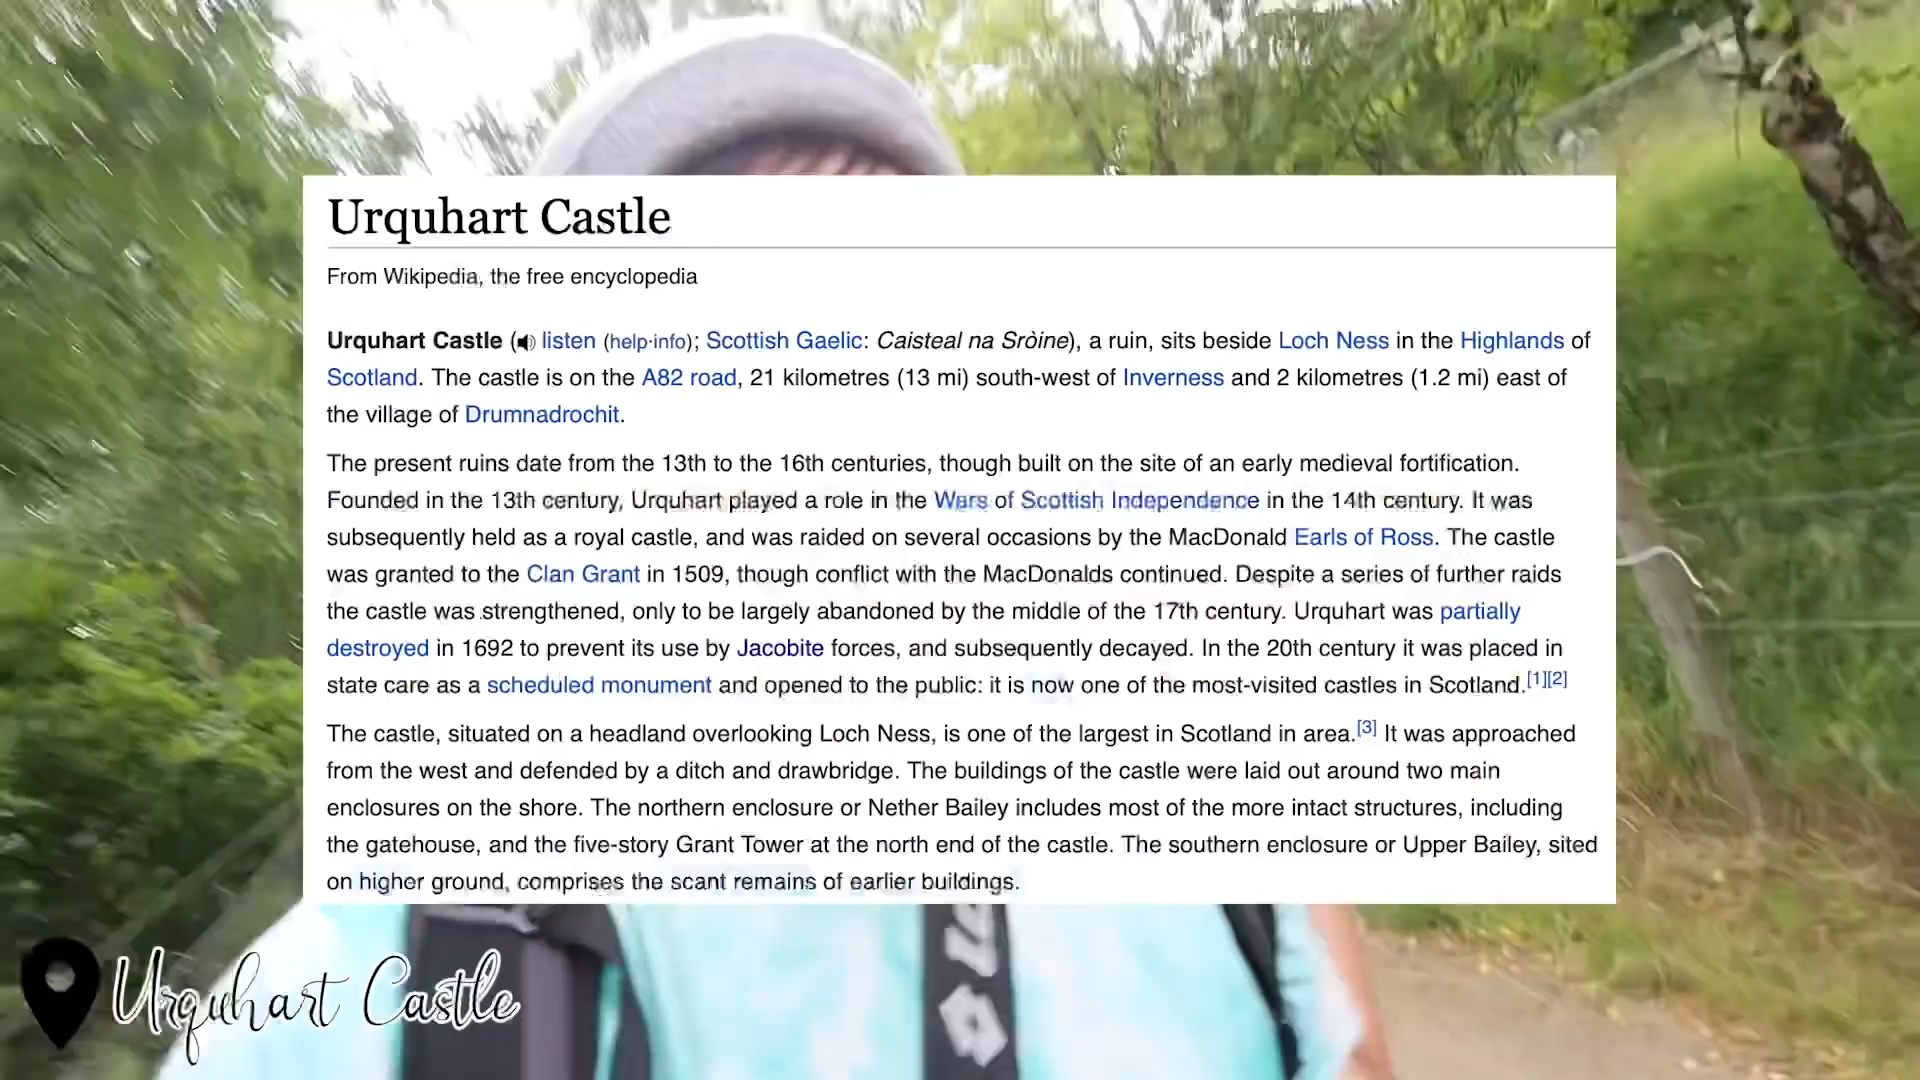 Urquhart Castle
From Wikipedia, the free encyclopedia
Urquhart Castle (listen (help·info); Scottish Gaelic: Caisteal na Sròine), a ruin, sits beside Loch Ness in the Highlands of
Scotland. The castle is on the A82 road, 21 kilometres (13 mi) south-west of Inverness and 2 kilometres (1.2 mi) east of
the village of Drumnadrochit.
The present ruins date from the 13th to the 16th centuries, though built on the site of an early medieval fortification.
Founded in the 13th century, Urquhart played a role in the Wars of Scottish Independence in the 14th century. It was
subsequently held as a royal castle, and was raided on several occasions by the MacDonald Earls of Ross. The castle
was granted to the Clan Grant in 1509, though conflict with the MacDonalds continued. Despite a series of further raids
the castle was strengthened, only to be largely abandoned by the middle of the 17th century. Urquhart was partially
destroyed in 1692 to prevent its use by Jacobite forces, and subsequently decayed. In the 20th century it was placed in
state care as a scheduled monument and opened to the public: it is now one of the most-visited castles in Scotland.[1][2]
The castle, situated on a headland overlooking Loch Ness, is one of the largest in Scotland in area.[3] It was approached
from the west and defended by a ditch and drawbridge. The buildings of the castle were laid out around two main
enclosures on the shore. The northern enclosure or Nether Bailey includes most of the more intact structures, including
the gatehouse, and the five-story Grant Tower at the north end of the castle. The southern enclosure or Upper Bailey, sited
on higher ground, comprises the scant remains of earlier buildings.
Urquhart Castle